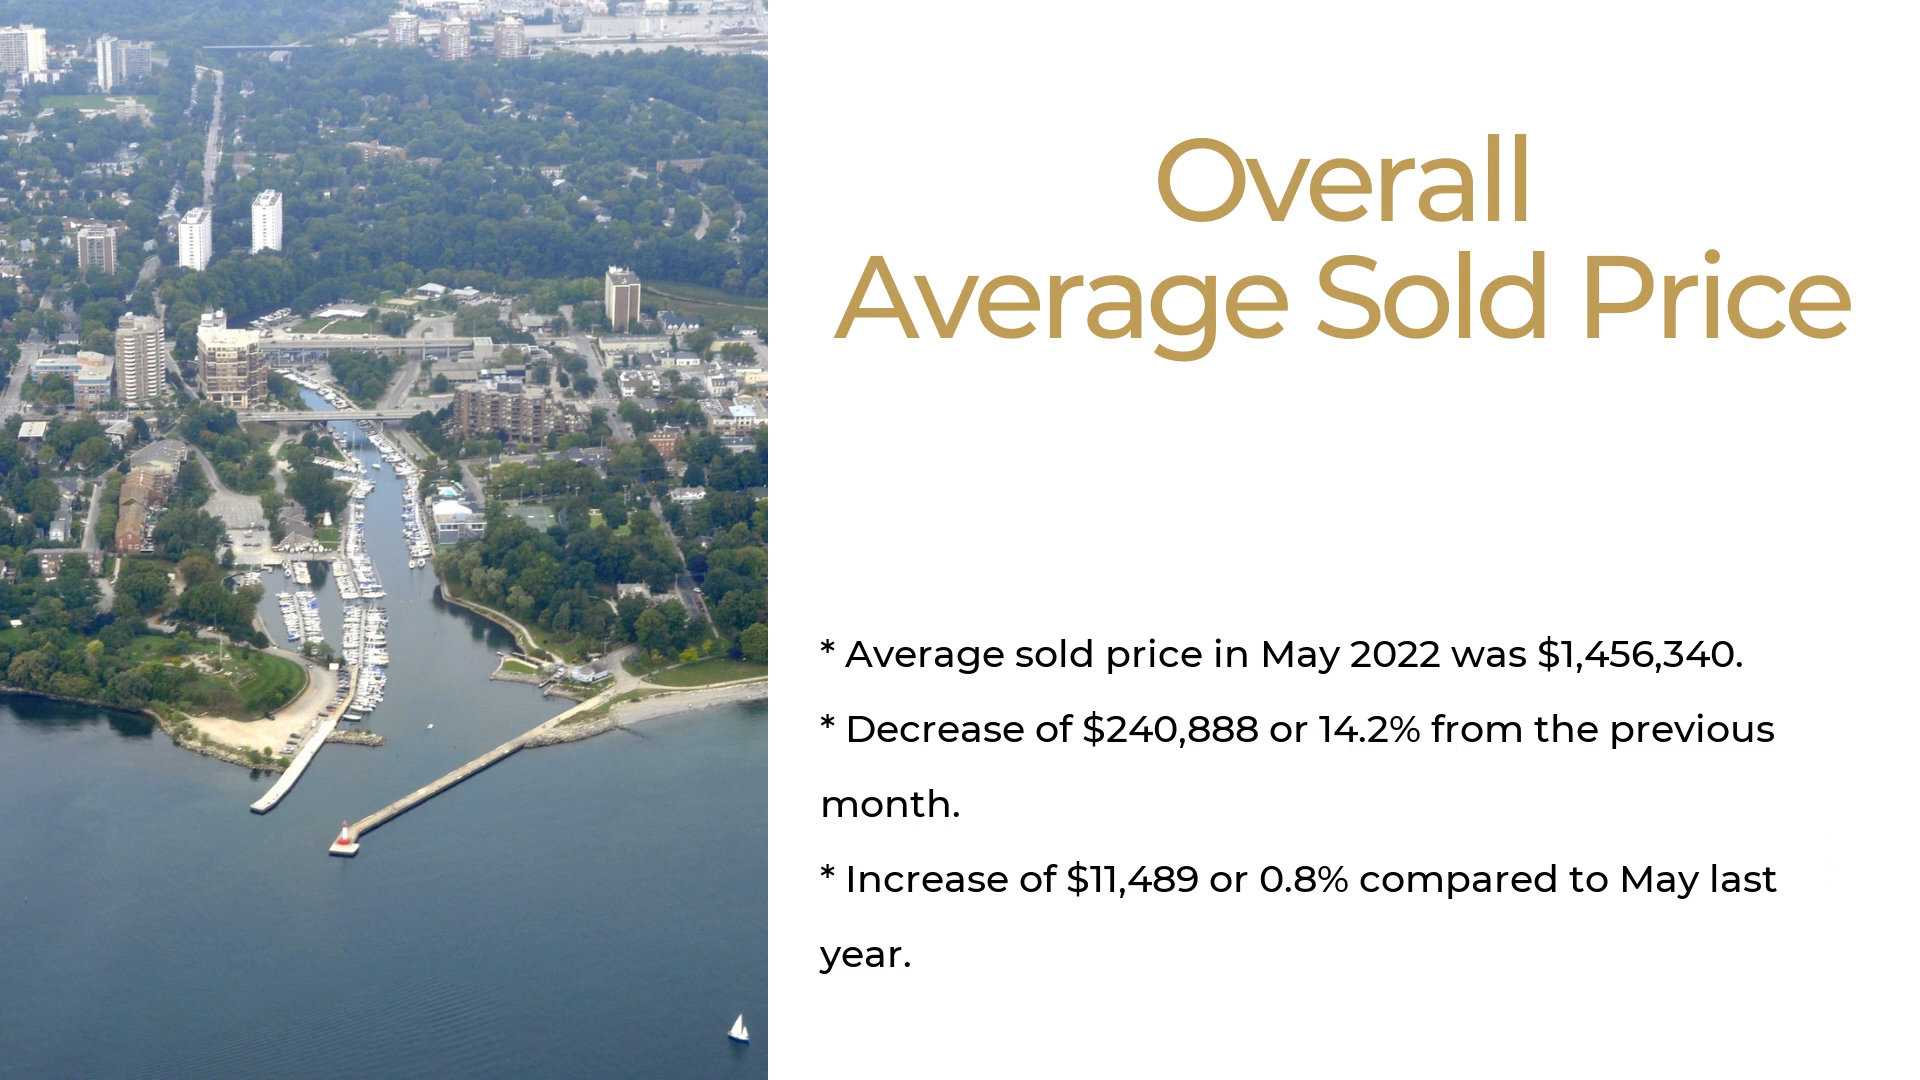 Overall
Average Sold Price
* Average sold price in May 2022 was $1,456,340.
* Decrease of $240,888 or 14.2% from the previous
month.
* Increase of $11,489 or 0.8% compared to May last
year.